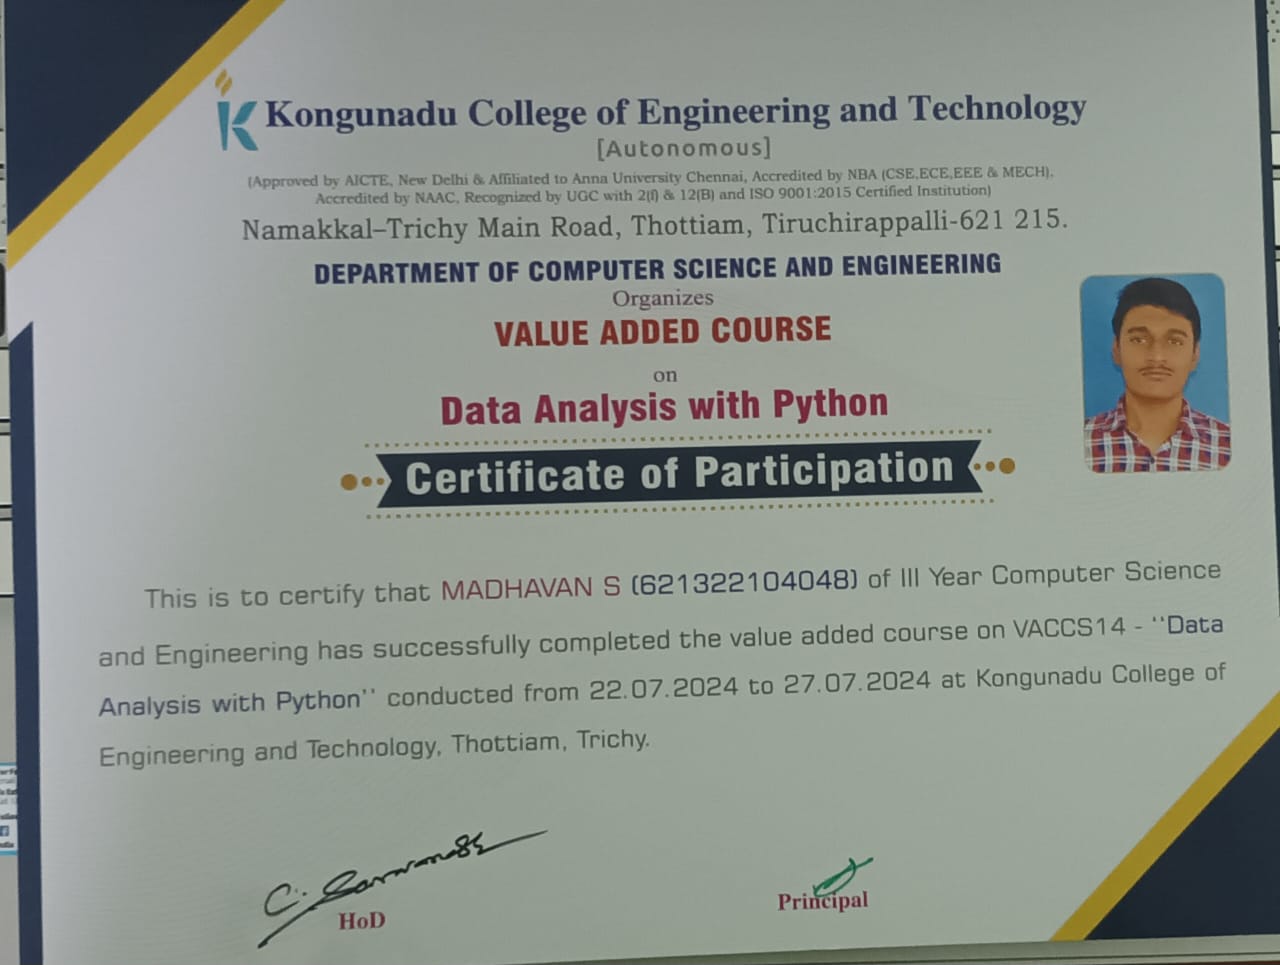 Kongunadu College of Engineering and Technology
[Autonomous]
(Approved by AICTE, New Delhi & Affiliated to Anna University Chennai, Accredited by NBA (CSE,ECE,EEE & MECH),
Accredited by NAAC, Recognized by UGC with 2(f) & 12(B) and ISO 9001:2015 Certified Institution)
Namakkal–Trichy Main Road, Thottiam, Tiruchirappalli-621 215.
DEPARTMENT OF COMPUTER SCIENCE AND ENGINEERING
Organizes
VALUE ADDED COURSE
on
Data Analysis with Python
Certificate of Participation
This is to certify that MADHAVAN S (621322104048) of III Year Computer Science
and Engineering has successfully completed the value added course on VACCS14 - ''Data
Analysis with Python'' conducted from 22.07.2024 to 27.07.2024 at Kongunadu College of
Engineering and Technology, Thottiam, Trichy.
HoD
Principal